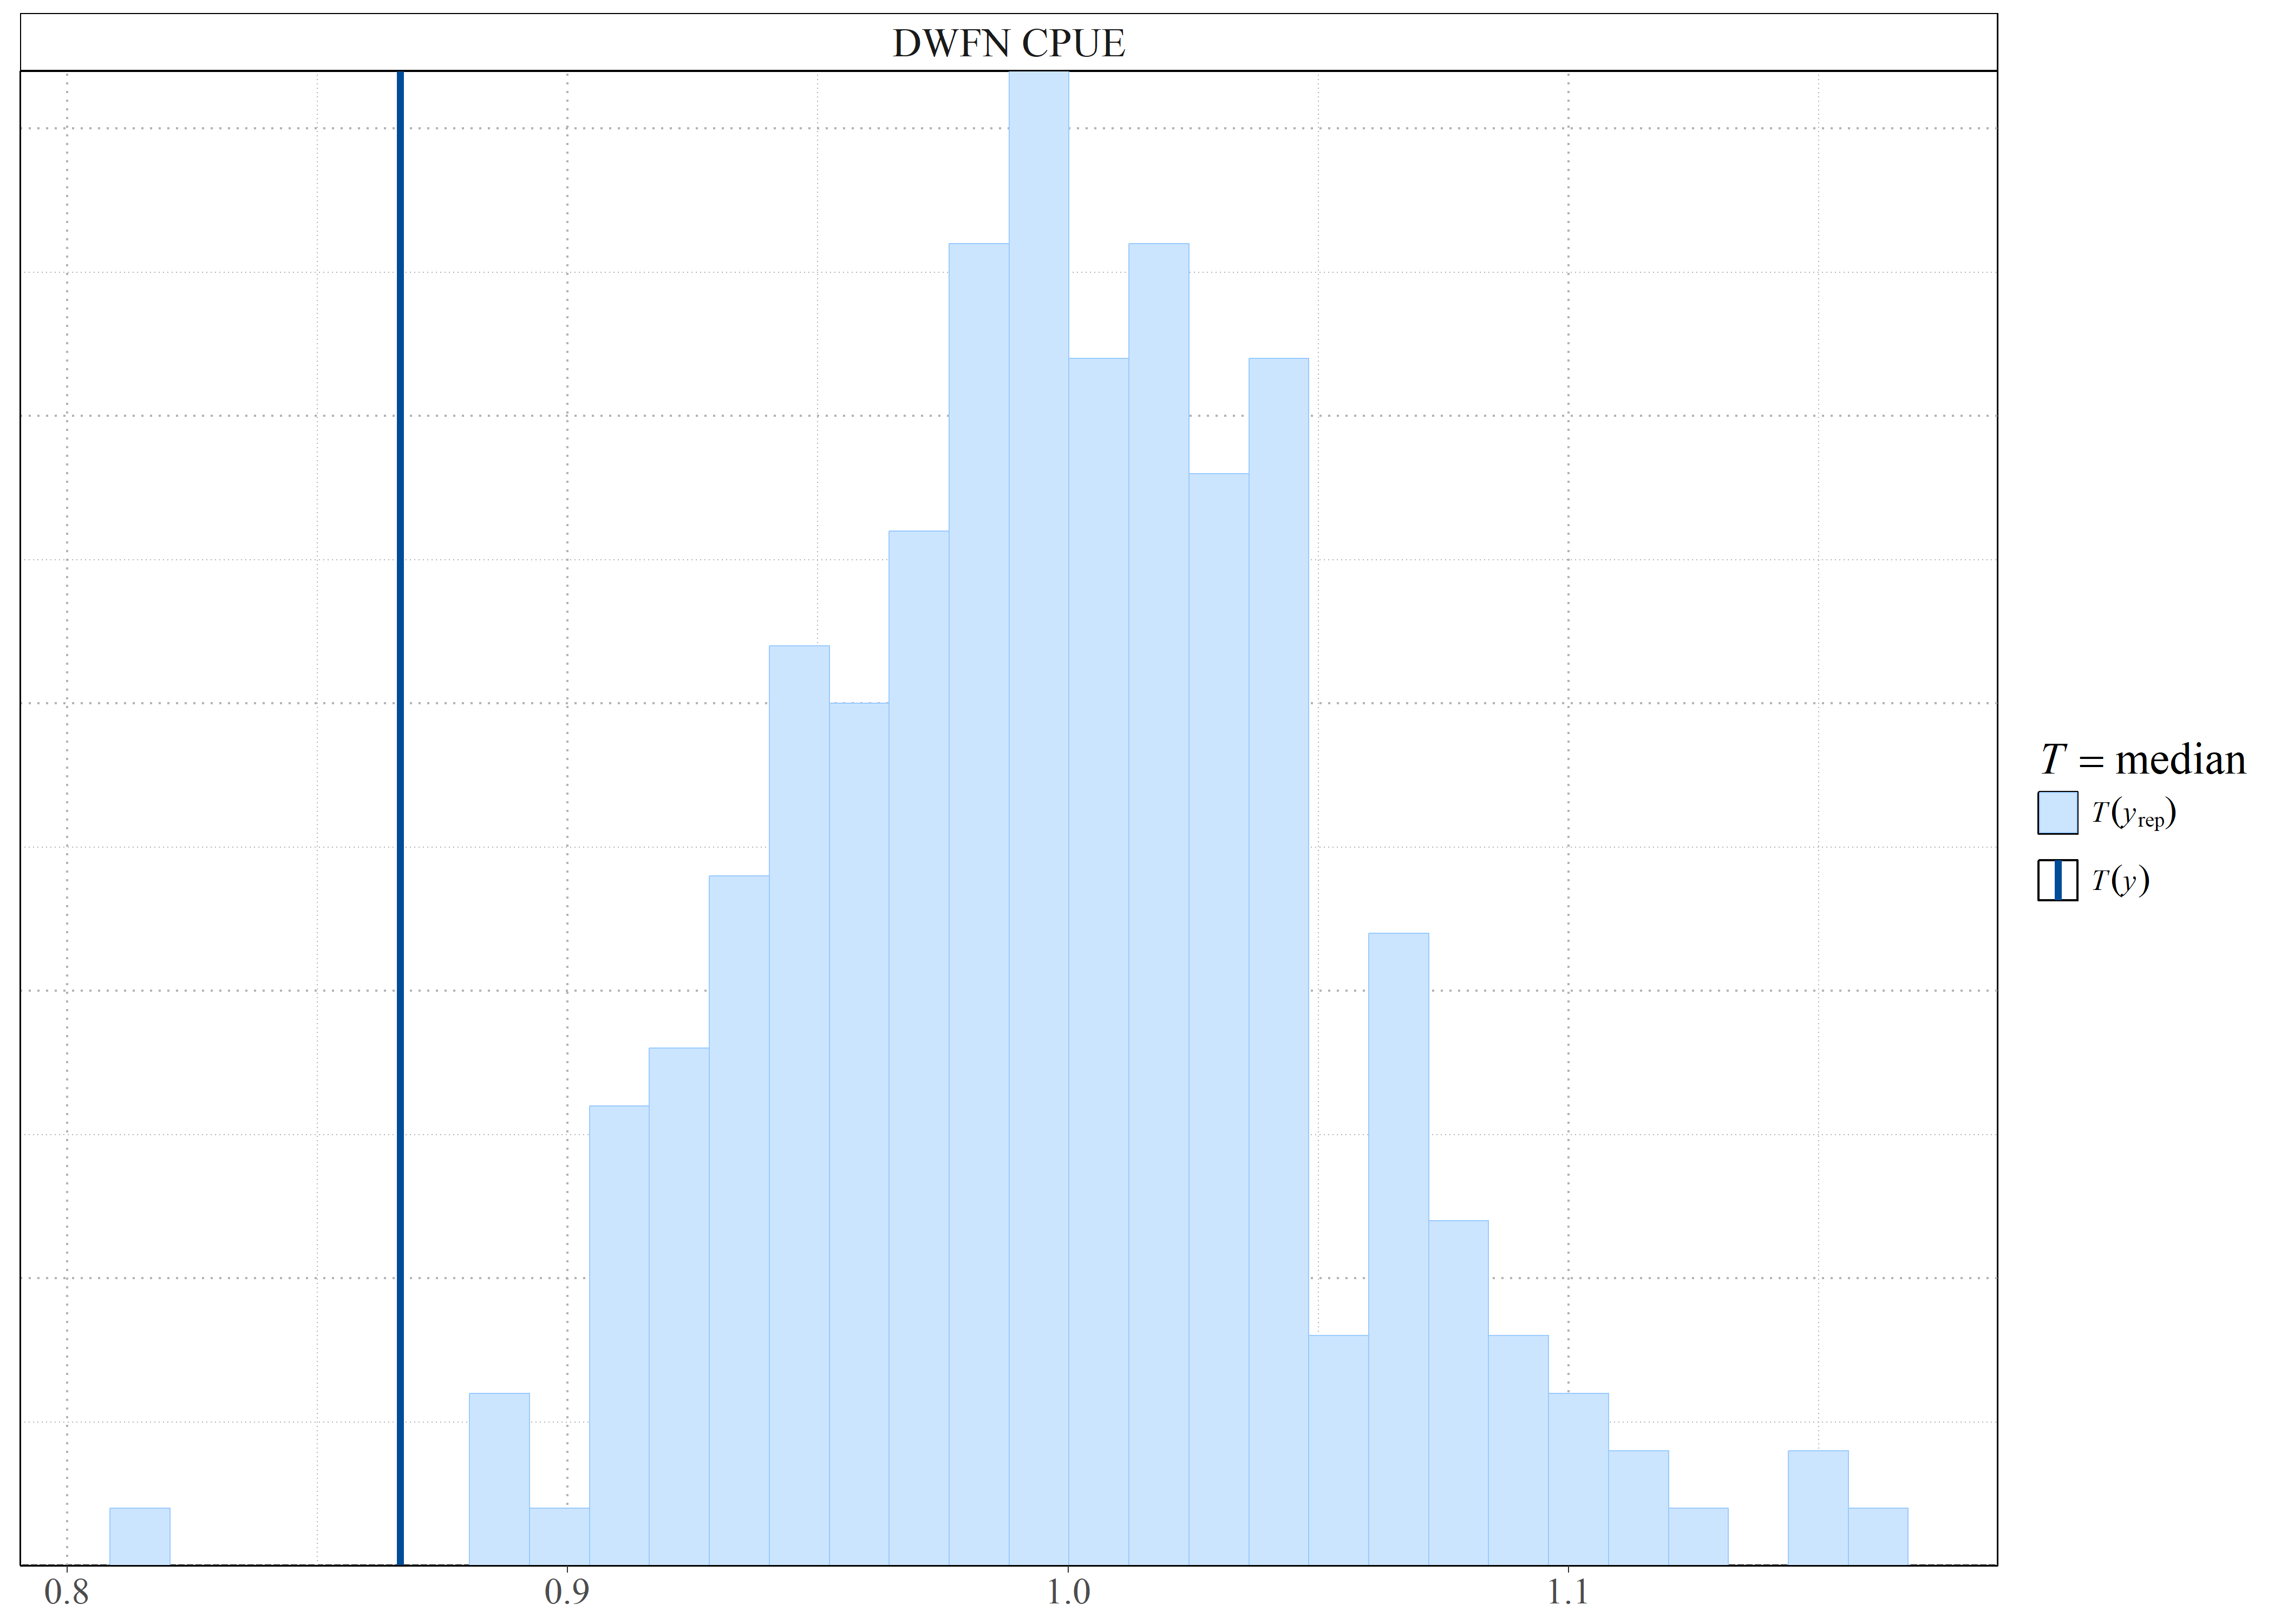 DWFN CPUE
T = median
T(yrep)
T(y)
0.8 0.9 1.0 1.1